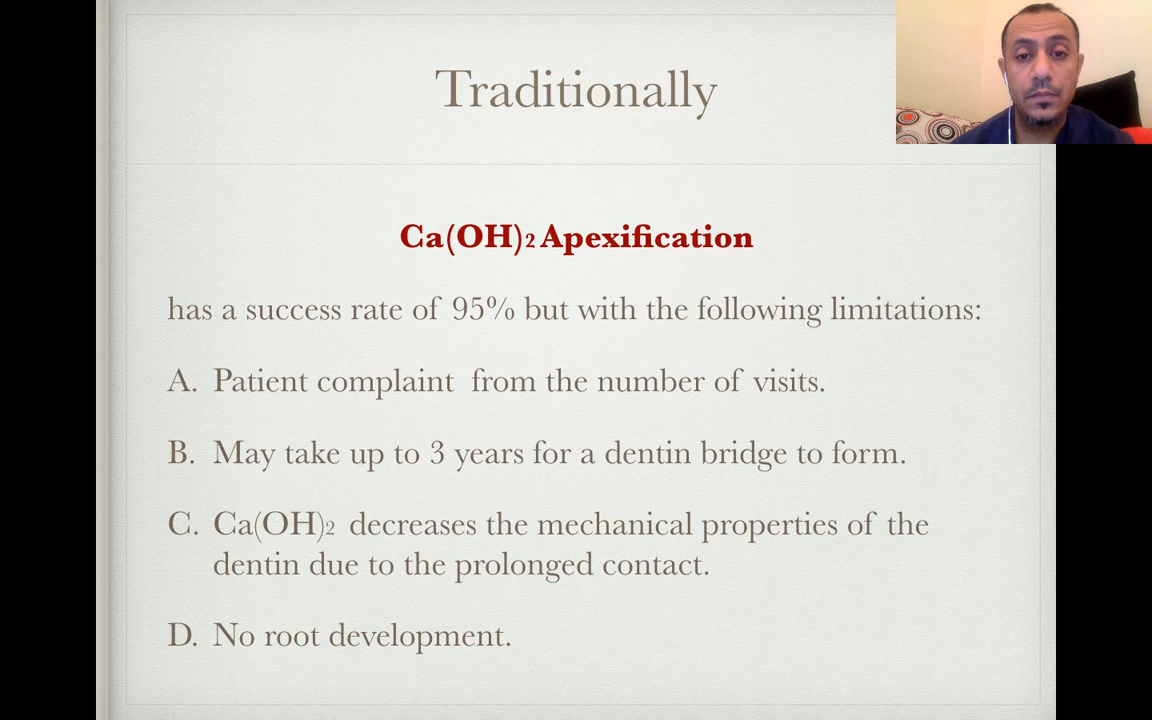 Traditionally
Ca(OH)2 Apexification
has a success rate of 95% but with the following limitations:
A. Patient complaint from the number of visits.
B. May take up to 3 years for a dentin bridge to form.
C. Ca(OH)2 decreases the mechanical properties of the
dentin due to the prolonged contact.
D. No root development.